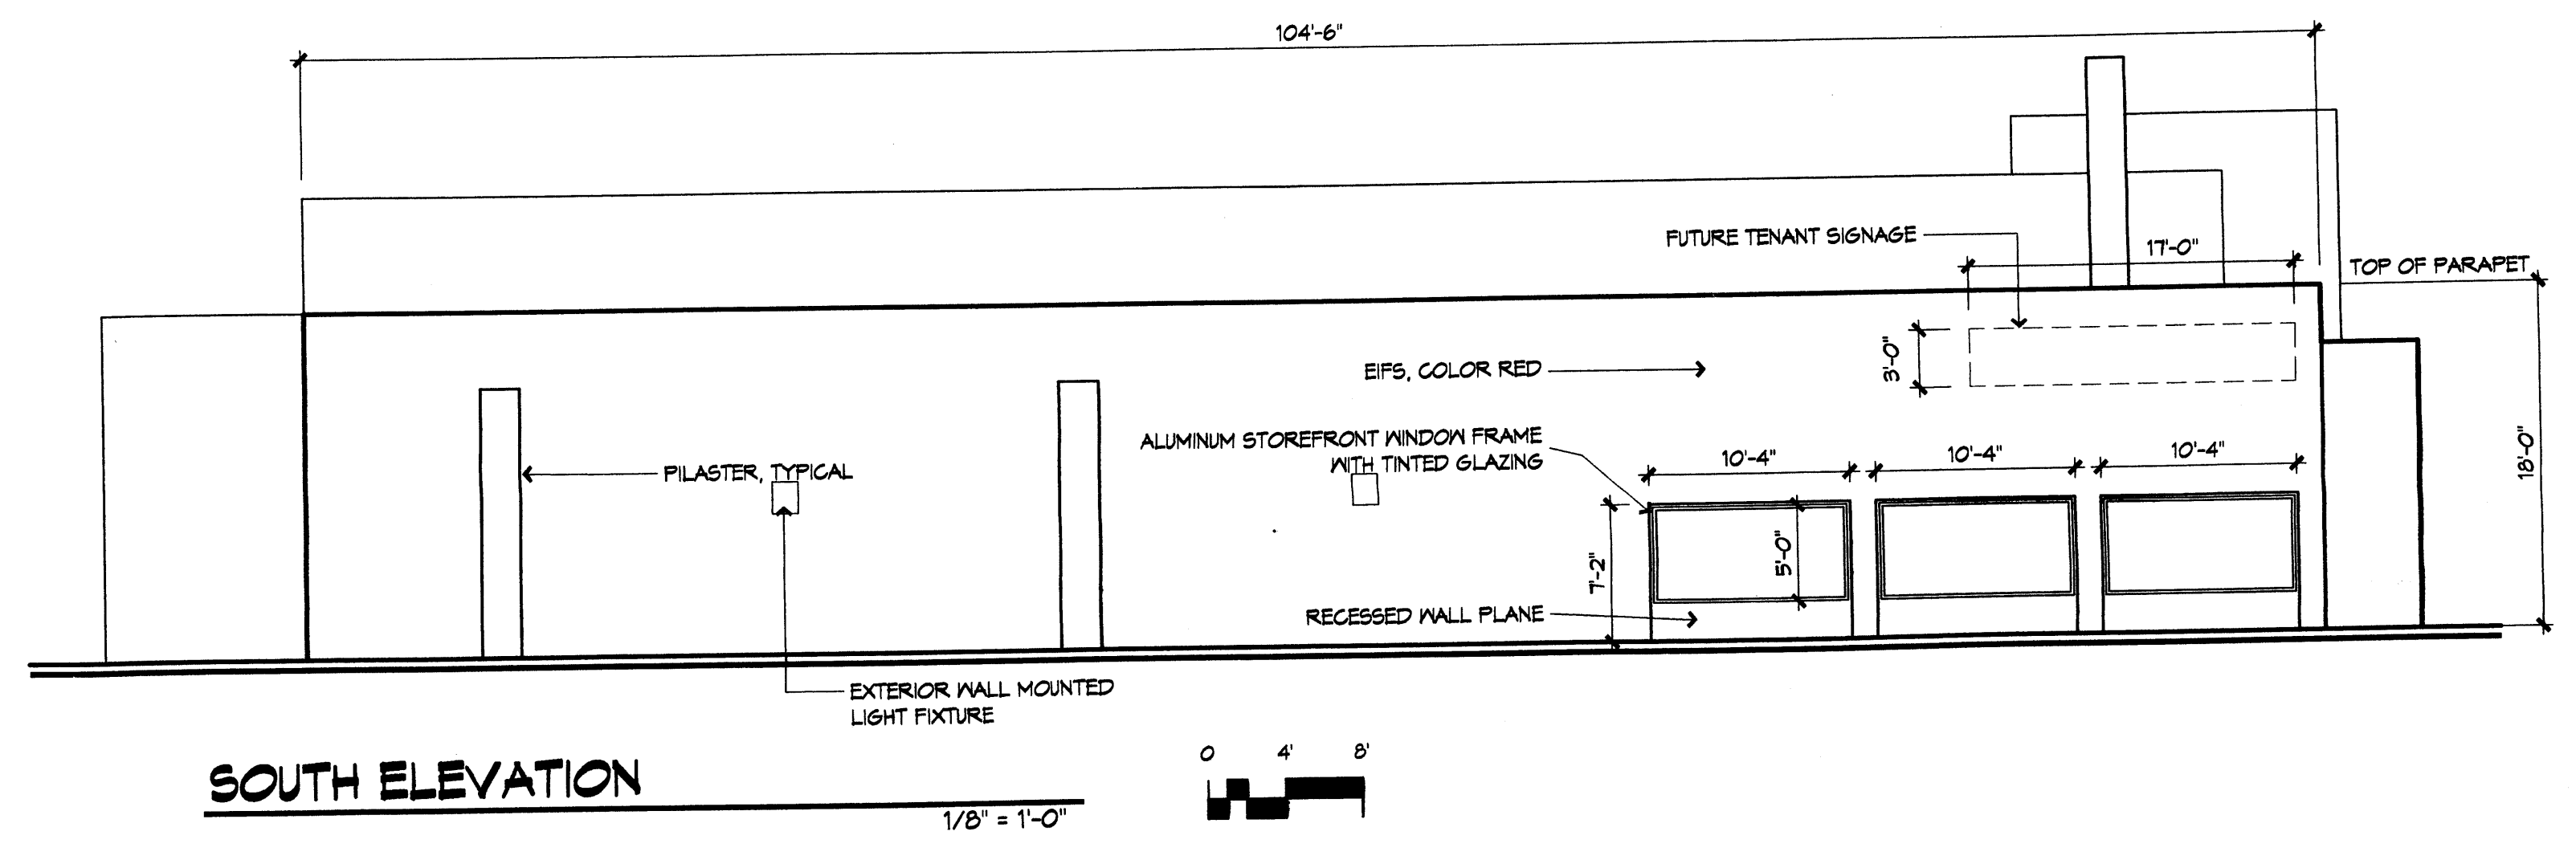 104'-6"
FUTURE TENANT SIGNAGE
17'-0"
TOP OF PARAPET
3'-0"
EIFS, COLOR RED
18'-0"
ALUMINUM STOREFRONT WINDOW FRAME
WITH TINTED GLAZING
10'-4"
10'-4"
10'-4"
PILASTER, TYPICAL
7'-2"
5'-0"
RECESSED WALL PLANE
EXTERIOR WALL MOUNTED
LIGHT FIXTURE
SOUTH ELEVATION
1/8" = 1'-0"
0 4' 8'